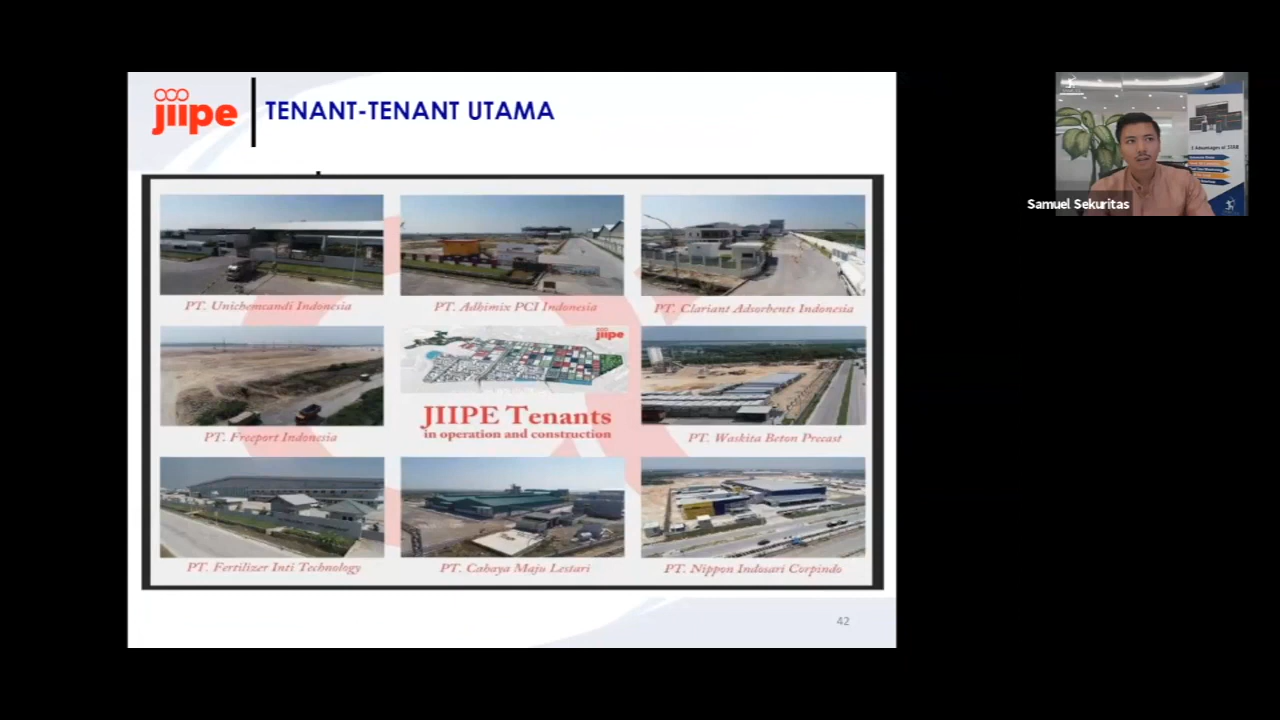 jiipe
TENANT-TENANT UTAMA
Samuel Sekuritas
PT. Unichemcandi Indonesia
PT. Adhimix PCI Indonesia
PT. Clariant Adsorbents Indonesia
jiipe
JIIPE Tenants
in operation and construction
PT. Freeport Indonesia
PT. Waskita Beton Precast
PT. Fertilizer Inti Technology
PT. Cahaya Maju Lestari
PT. Nippon Indosari Corpindo
42